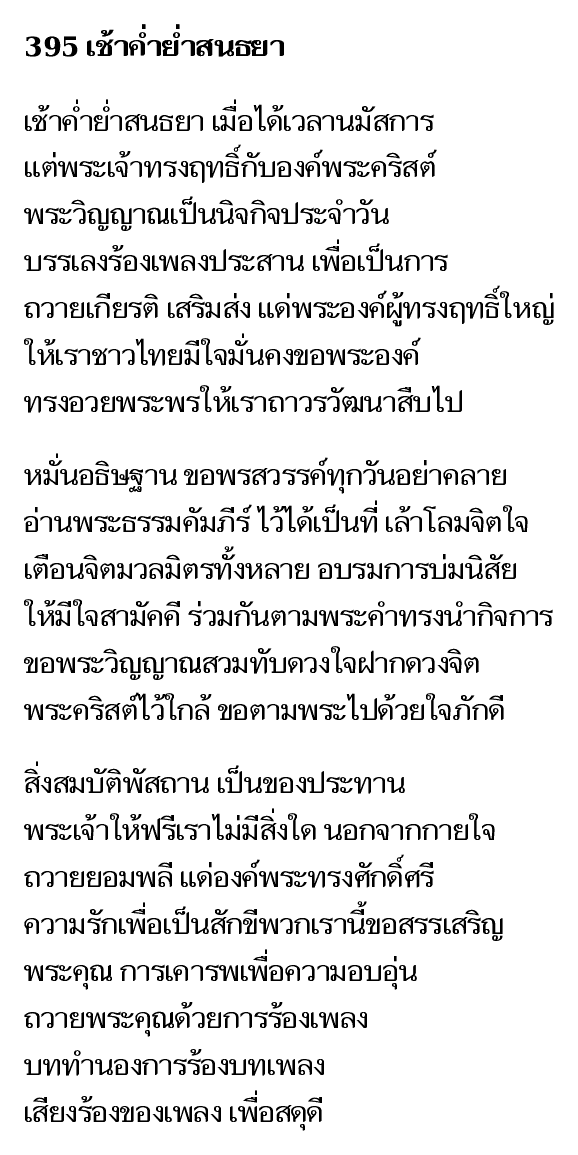 395 เช้าค่ำย่ำสนธยา
เช้าค่ำย่ำสนธยา เมื่อได้เวลานมัสการ
แต่พระเจ้าทรงฤทธิ์กับองค์พระคริสต์
พระวิญญาณเป็นนิจกิจประจำวัน
บรรเลงร้องเพลงประสาน เพื่อเป็นการ
ถวายเกียรติ เสริมส่ง แด่พระองค์ผู้ทรงฤทธิ์ใหญ่
ให้เราชาวไทยมีใจมั่นคงขอพระองค์
ทรงอวยพระพรให้เราถาวรวัฒนาสืบไป
หมั่นอธิษฐาน ขอพรสวรรค์ทุกวันอย่าคลาย
อ่านพระธรรมคัมภีร์ ไว้ได้เป็นที่ เล้าโลมจิตใจ
เตือนจิตมวลมิตรทั้งหลาย อบรมการบ่มนิสัย
ให้มีใจสามัคคี ร่วมกันตามพระคำทรงนำกิจการ
ขอพระวิญญาณสวมทับดวงใจฝากดวงจิต
พระคริสต์ไว้ใกล้ ขอตามพระไปด้วยใจภักดี
สิ่งสมบัติพัสถาน เป็นของประทาน
พระเจ้าให้ฟรีเราไม่มีสิ่งใด นอกจากกายใจ
ถวายยอมพลี แด่องค์พระทรงศักดิ์ศรี
ความรักเพื่อเป็นสักขีพวกเรานี้ขอสรรเสริญ
พระคุณ การเคารพเพื่อความอบอุ่น
ถวายพระคุณด้วยการร้องเพลง
บททำนองการร้องบทเพลง
เสียงร้องของเพลง เพื่อสดุดี